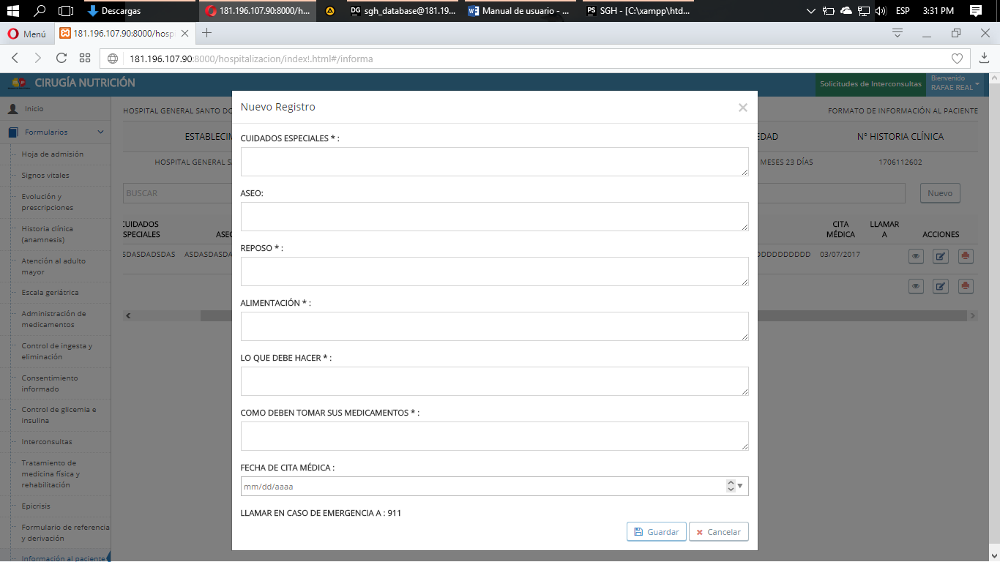 Descargas
181.196.107.90:8000/h...
sgh_database@181.19...
Manual de usuario - ...
SGH - [C:\xampp\htd...
ESP
3:31 PM
Menú
181.196.107.90:8000/hosp
181.196.107.90:8000/hospitalizacion/index!.html#/informa
CIRUGÍA NUTRICIÓN
Solicitudes de Interconsultas
Bienvenido
RAFAE REAL
Inicio
Formularios
Hoja de admisión
Signos vitales
Evolución y
prescripciones
Historia clínica
(anamnesis)
Atención al adulto
mayor
Escala geriátrica
Administración de
medicamentos
Control de ingesta y
eliminación
Consentimiento
informado
Control de glicemia e
insulina
Interconsultas
Tratamiento de
medicina física y
rehabilitación
Epicrisis
Formulario de referencia
y derivación
Información al paciente
HOSPITAL GENERAL SANTO DO
FORMATO DE INFORMACIÓN AL PACIENTE
ESTABLECIM
EDAD
N° HISTORIA CLÍNICA
HOSPITAL GENERAL S
MESES 23 DÍAS
1706112602
BUSCAR
Nuevo
CUIDADOS
SPECIALES
ASEO
CITA
MÉDICA
LLAMAR
A
ACCIONES
SDASDADSDAS
ASDASDASDA
DDDDDDDDDD
03/07/2017
Nuevo Registro
CUIDADOS ESPECIALES * :
ASEO:
REPOSO * :
ALIMENTACIÓN * :
LO QUE DEBE HACER * :
COMO DEBEN TOMAR SUS MEDICAMENTOS * :
FECHA DE CITA MÉDICA :
mm/dd/aaaa
LLAMAR EN CASO DE EMERGENCIA A : 911
Guardar
Cancelar